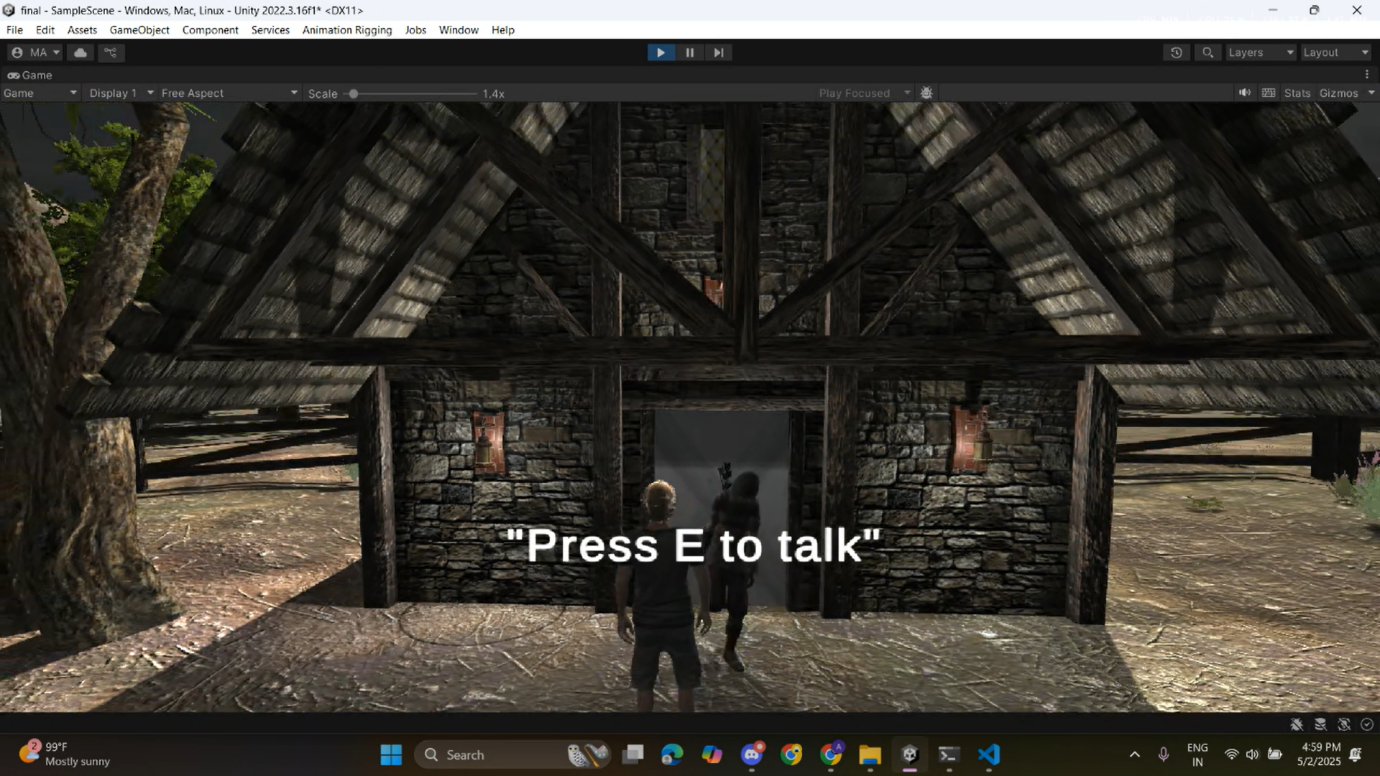 final - SampleScene - Windows, Mac, Linux - Unity 2022.3.16f1* <DX11>
File Edit Assets GameObject Component Services Animation Rigging Jobs Window Help
MA Layers Layout
Game
Game Display 1 Free Aspect Scale 1.4x Play Focused Stats Gizmos
"Press E to talk"
2 99°F
Mostly sunny
Search
ENG
IN
4:59 PM
5/2/2025